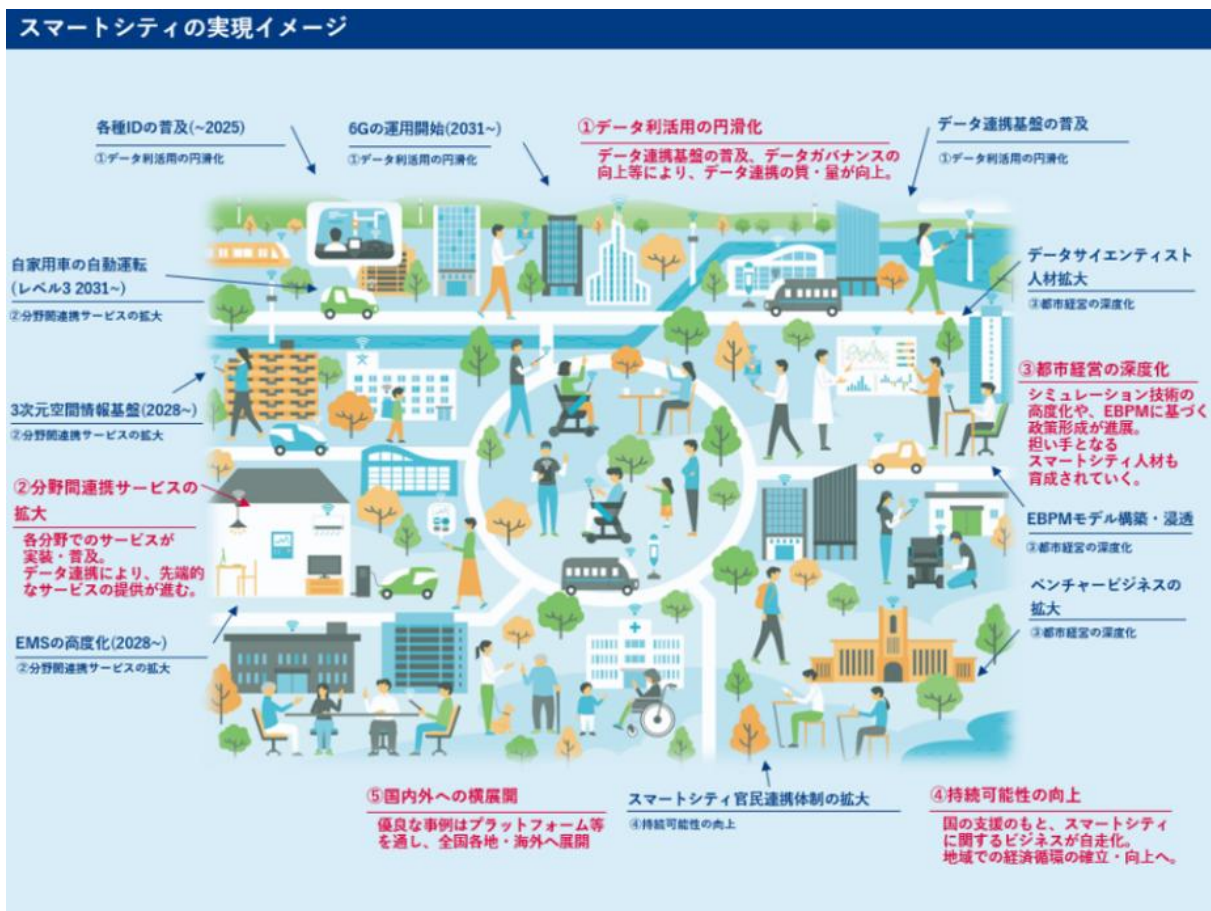 スマートシティの実現イメージ
各種IDの普及(~2025)
①データ利活用の円滑化
6Gの運用開始(2031~)
①データ利活用の円滑化
①データ利活用の円滑化
データ連携基盤の普及、データガバナンスの
向上等により、データ連携の質・量が向上。
データ連携基盤の普及
①データ利活用の円滑化
自家用車の自動運転
(レベル3 2031~)
②分野間連携サービスの拡大
3次元空間情報基盤(2028~)
②分野間連携サービスの拡大
②分野間連携サービスの
拡大
各分野でのサービスが
実装・普及。
データ連携により、先端的
なサービスの提供が進む。
EMSの高度化(2028~)
②分野間連携サービスの拡大
データサイエンティスト
人材拡大
③都市経営の深度化
③都市経営の深度化
シミュレーション技術の
高度化や、EBPMに基づく
政策形成が進展。
担い手となる
スマートシティ人材も
育成されていく。
EBPMモデル構築・浸透
③都市経営の深度化
ベンチャービジネスの
拡大
③都市経営の深度化
⑤国内外への横展開
優良な事例はプラットフォーム等
を通し、全国各地・海外へ展開
スマートシティ官民連携体制の拡大
④持続可能性の向上
④持続可能性の向上
国の支援のもと、スマートシティ
に関するビジネスが自走化。
地域での経済循環の確立・向上へ。